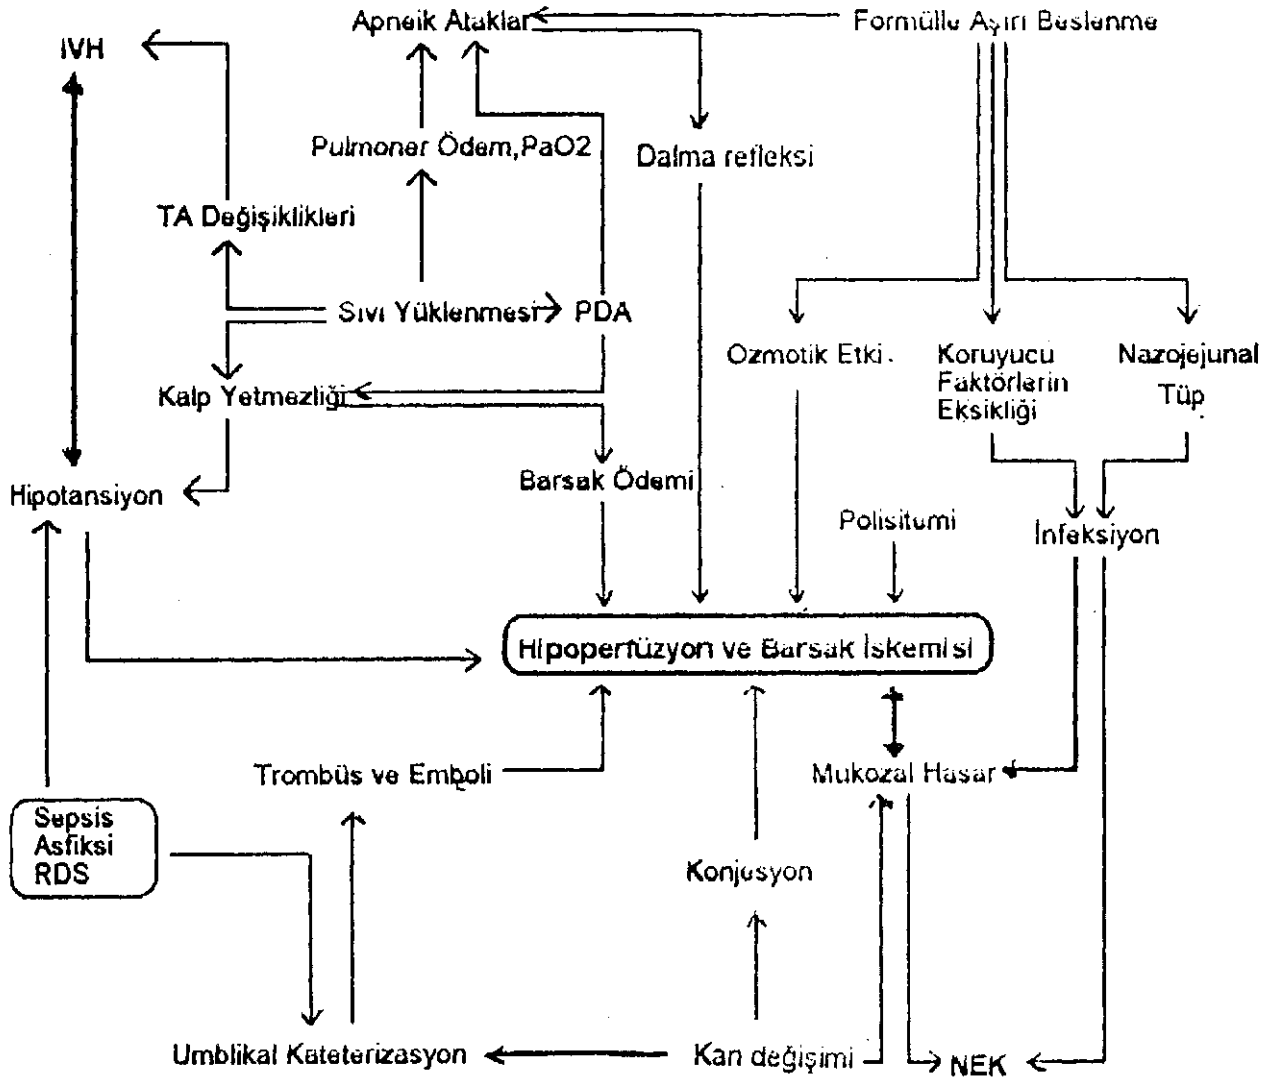 Apneik Ataklar
Formülle Aşırı Beslenme
IVH
Pulmoner Ödem,PaO2
Dalma refleksi
TA Değişiklikleri
Sıvı Yüklenmesi
PDA
Ozmotik Etki
Koruyucu
Faktörlerin
Eksikliği
Nazojejunal
Tüp
Kalp Yetmezliği
Hipotansiyon
Barsak Ödemi
Polisitemi
İnfeksiyon
Hipoperfüzyon ve Barsak İskemisi
Trombüs ve Emboli
Mukozal Hasar
Sepsis
Asfiksi
RDS
Konjesyon
Umblikal Kateterizasyon
Kan değişimi
NEK